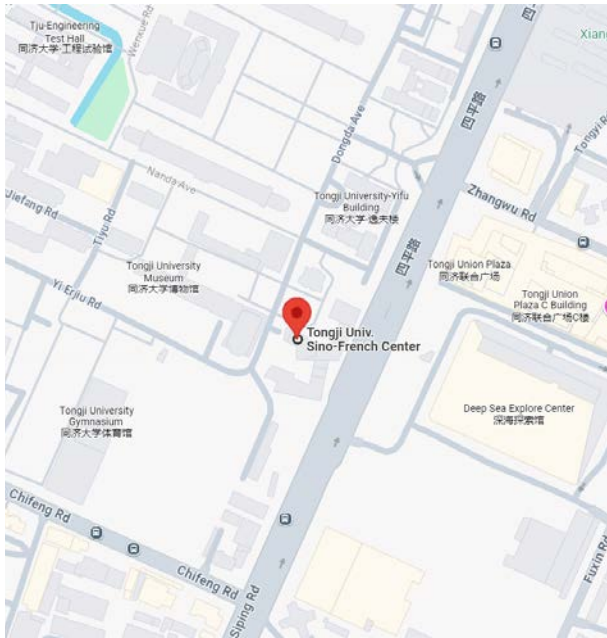 Tju-Engineering
Test Hall
同济大学-工程试验馆
Wenxue Rd
四平路
Xiang
Tongyi R
Dongda Ave
Nanda Ave
Jiefang Rd
Tiyu Rd
Tongji University-Yifu
Building
同济大学-逸夫楼
Zhangwu Rd
四平路
Tongji University
Museum
同济大学博物馆
Tongji Union Plaza
同济联合广场
Tongji Union
Plaza C Building
同济联合广场C楼
Yi Erjiu Rd
Tongji Univ.
Sino-French Center
Tongji University
Gymnasium
同济大学体育馆
Deep Sea Explore Center
深海探索馆
Chifeng Rd
Chifeng Rd
Siping Rd
Fuxin Rd